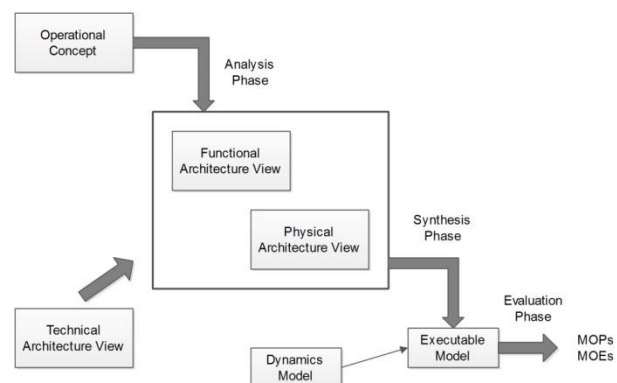 Operational
Concept
Analysis
Phase
Functional
Architecture View
Physical
Architecture View
Synthesis
Phase
Technical
Architecture View
Evaluation
Phase
Executable
Model
MOPs
MOEs
Dynamics
Model